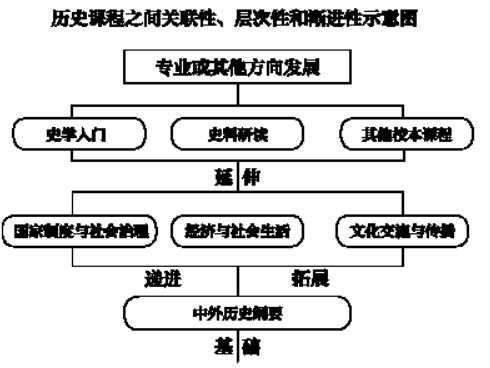 历史课程之间关联性、层次性和渐进性示意图
专业或其他方向发展
史学入门 史料研读 其他校本课程
延伸
国家制度与社会治理 经济与社会生活 文化交流与传播
递进 拓展
中外历史纲要
基础